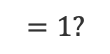 = 1?